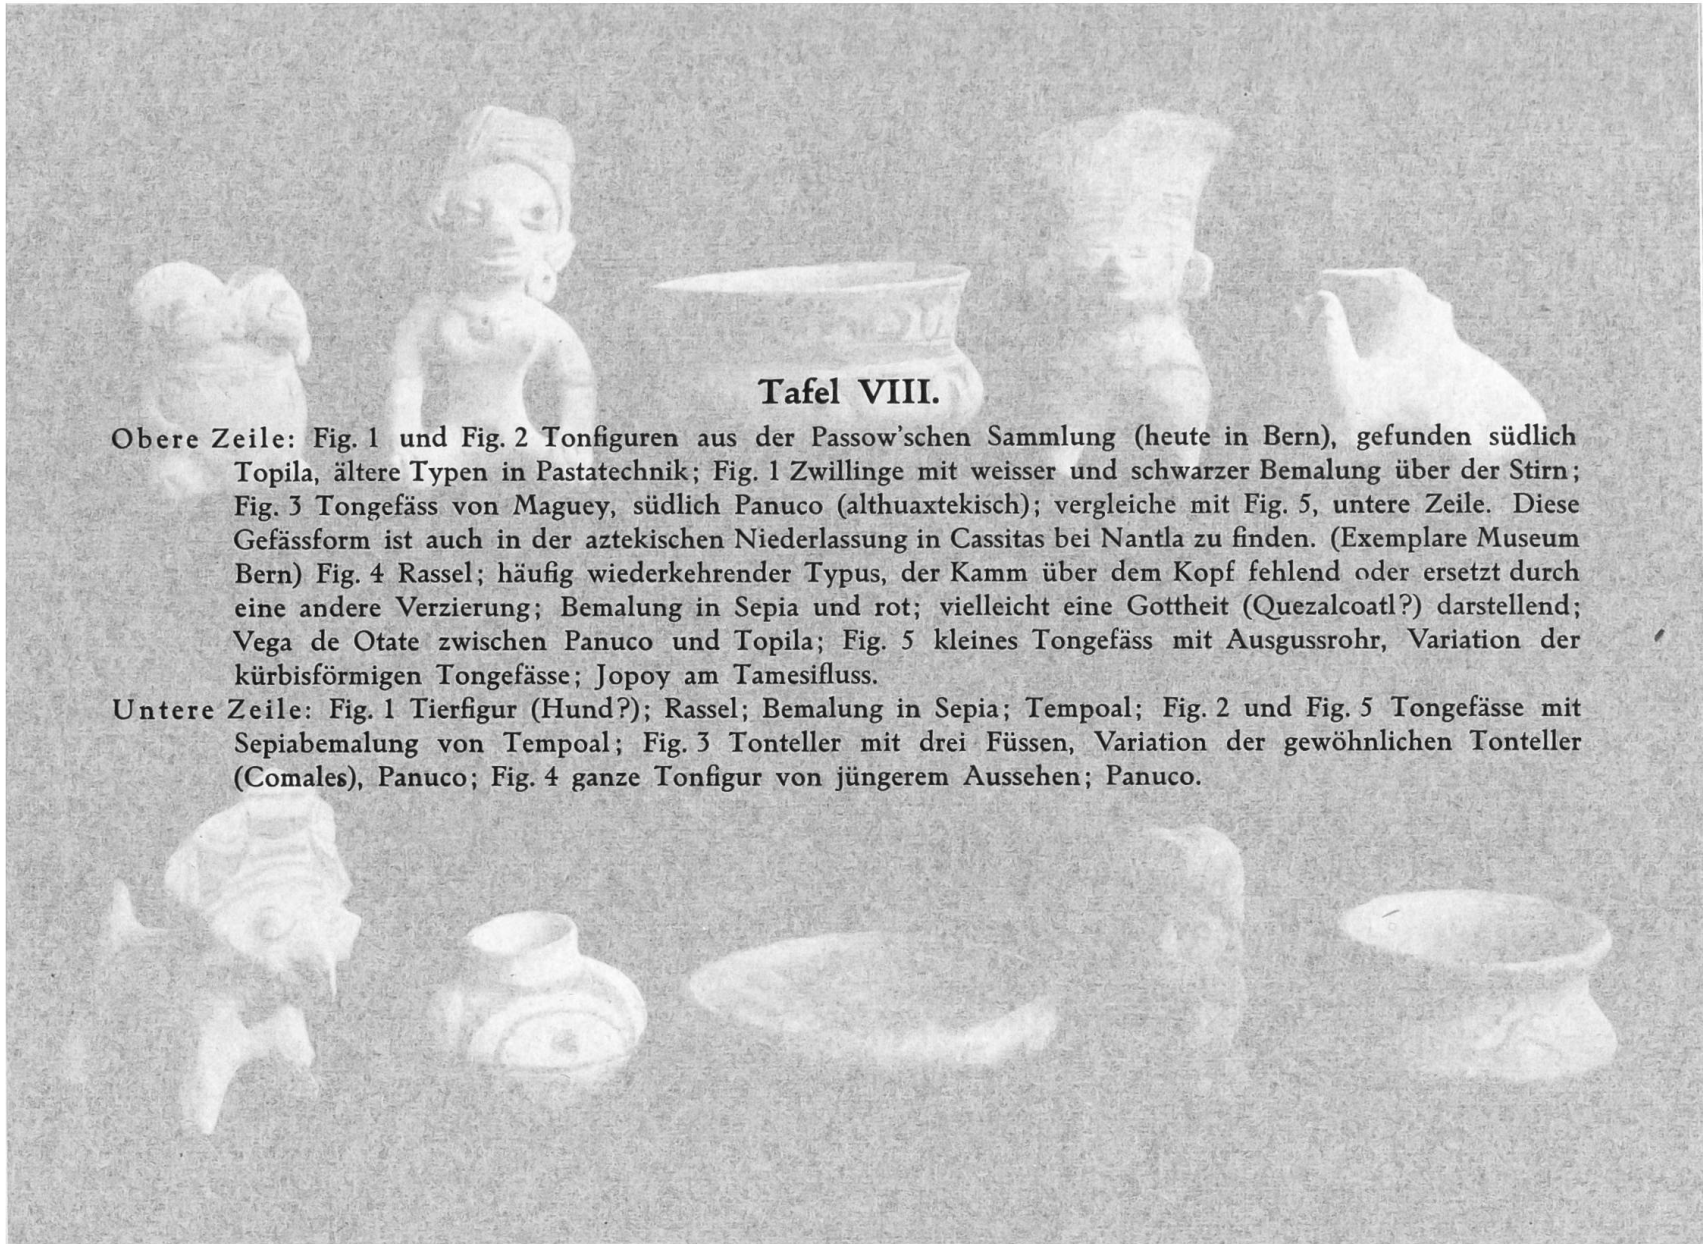 Tafel VIII.
Obere Zeile: Fig. 1 und Fig. 2 Tonfiguren aus der Passow'schen Sammlung (heute in Bern), gefunden südlich
Topila, ältere Typen in Pastatechnik; Fig. 1 Zwillinge mit weisser und schwarzer Bemalung über der Stirn;
Fig. 3 Tongefäss von Maguey, südlich Panuco (althuaxtekisch); vergleiche mit Fig. 5, untere Zeile. Diese
Gefässform ist auch in der aztekischen Niederlassung in Cassitas bei Nantla zu finden. (Exemplare Museum
Bern) Fig. 4 Rassel; häufig wiederkehrender Typus, der Kamm über dem Kopf fehlend oder ersetzt durch
eine andere Verzierung; Bemalung in Sepia und rot; vielleicht eine Gottheit (Quezalcoatl?) darstellend;
Vega de Otate zwischen Panuco und Topila; Fig. 5 kleines Tongefäss mit Ausgussrohr, Variation der
kürbisförmigen Tongefässe; Jopoy am Tamesifluss.
Untere Zeile: Fig. 1 Tierfigur (Hund?); Rassel; Bemalung in Sepia; Tempoal; Fig. 2 und Fig. 5 Tongefässe mit
Sepiabemalung von Tempoal; Fig. 3 Tonteller mit drei Füssen, Variation der gewöhnlichen Tonteller
(Comales), Panuco; Fig. 4 ganze Tonfigur von jüngerem Aussehen; Panuco.